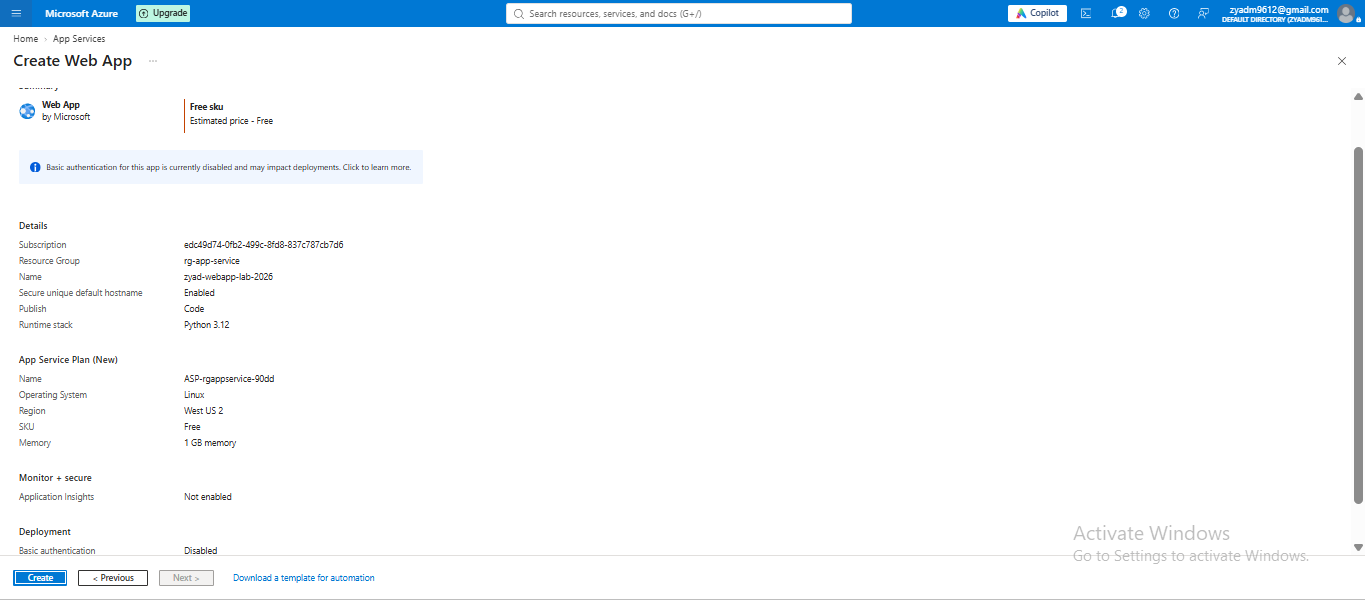 Microsoft Azure
Upgrade
Search resources, services, and docs (G+/)
Copilot
2
zyadm9612@gmail.com
DEFAULT DIRECTORY (ZYADM961...
Home > App Services
Create Web App ...
Summary
Web App
by Microsoft
Free sku
Estimated price - Free
Basic authentication for this app is currently disabled and may impact deployments. Click to learn more.
Details
Subscription edc49d74-0fb2-499c-8fd8-837c787cb7d6
Resource Group rg-app-service
Name zyad-webapp-lab-2026
Secure unique default hostname Enabled
Publish Code
Runtime stack Python 3.12
App Service Plan (New)
Name ASP-rgappservice-90dd
Operating System Linux
Region West US 2
SKU Free
Memory 1 GB memory
Monitor + secure
Application Insights Not enabled
Deployment
Basic authentication Disabled
Activate Windows
Go to Settings to activate Windows.
Create < Previous Next > Download a template for automation